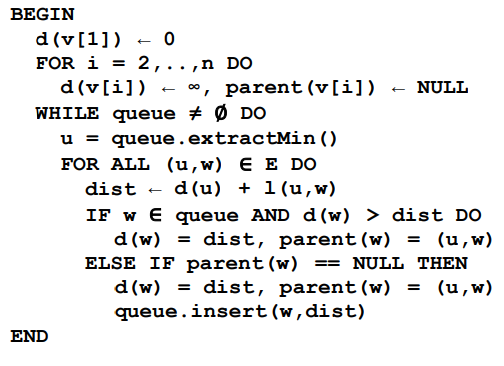 BEGIN
d(v[1]) ← 0
FOR i = 2,..,n DO
d(v[i]) ← ∞, parent(v[i]) ← NULL
WHILE queue ≠ ∅ DO
u = queue.extractMin()
FOR ALL (u,w) ∈ E DO
dist ← d(u) + l(u,w)
IF w ∈ queue AND d(w) > dist DO
d(w) = dist, parent(w) = (u,w)
ELSE IF parent(w) == NULL THEN
d(w) = dist, parent(w) = (u,w)
queue.insert(w,dist)
END